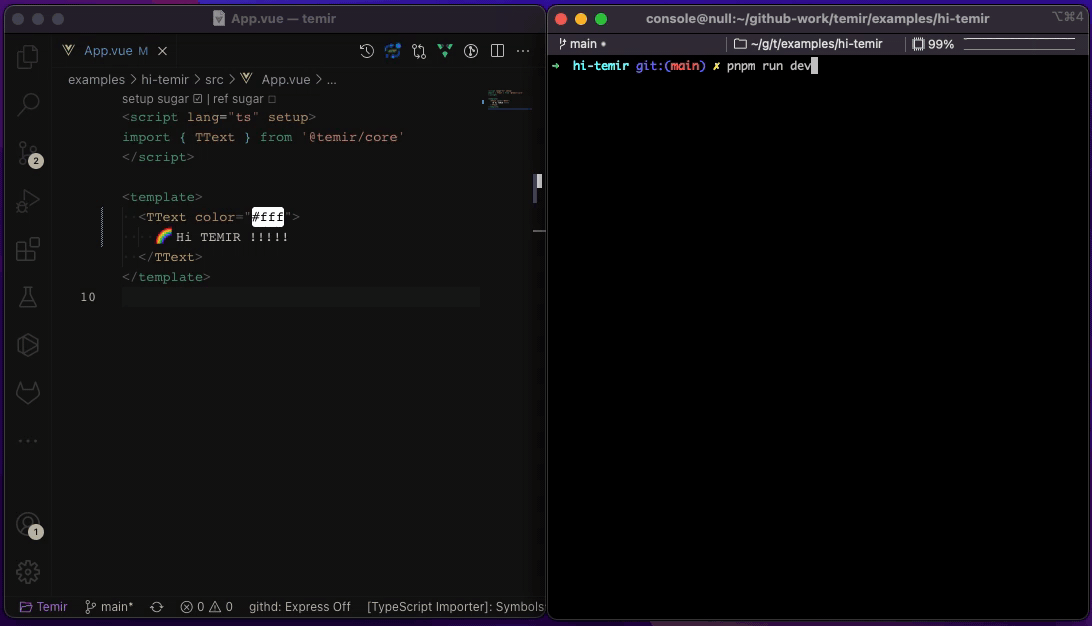 App.vue — temir
App.vue M
examples > hi-temir > src > App.vue > ...
setup sugar ☑ | ref sugar □
<script lang="ts" setup>
import { TText } from '@temir/core'
</script>
<template>
<TText color="#fff">
🌈 Hi TEMIR !!!!!
</TText>
</template>
10
2
1
Temir main* 0 0 githd: Express Off [TypeScript Importer]: Symbols
console@null:~/github-work/temir/examples/hi-temir ⌥⌘4
main • ~/g/t/examples/hi-temir 99%
➜ hi-temir git:(main) ✗ pnpm run dev